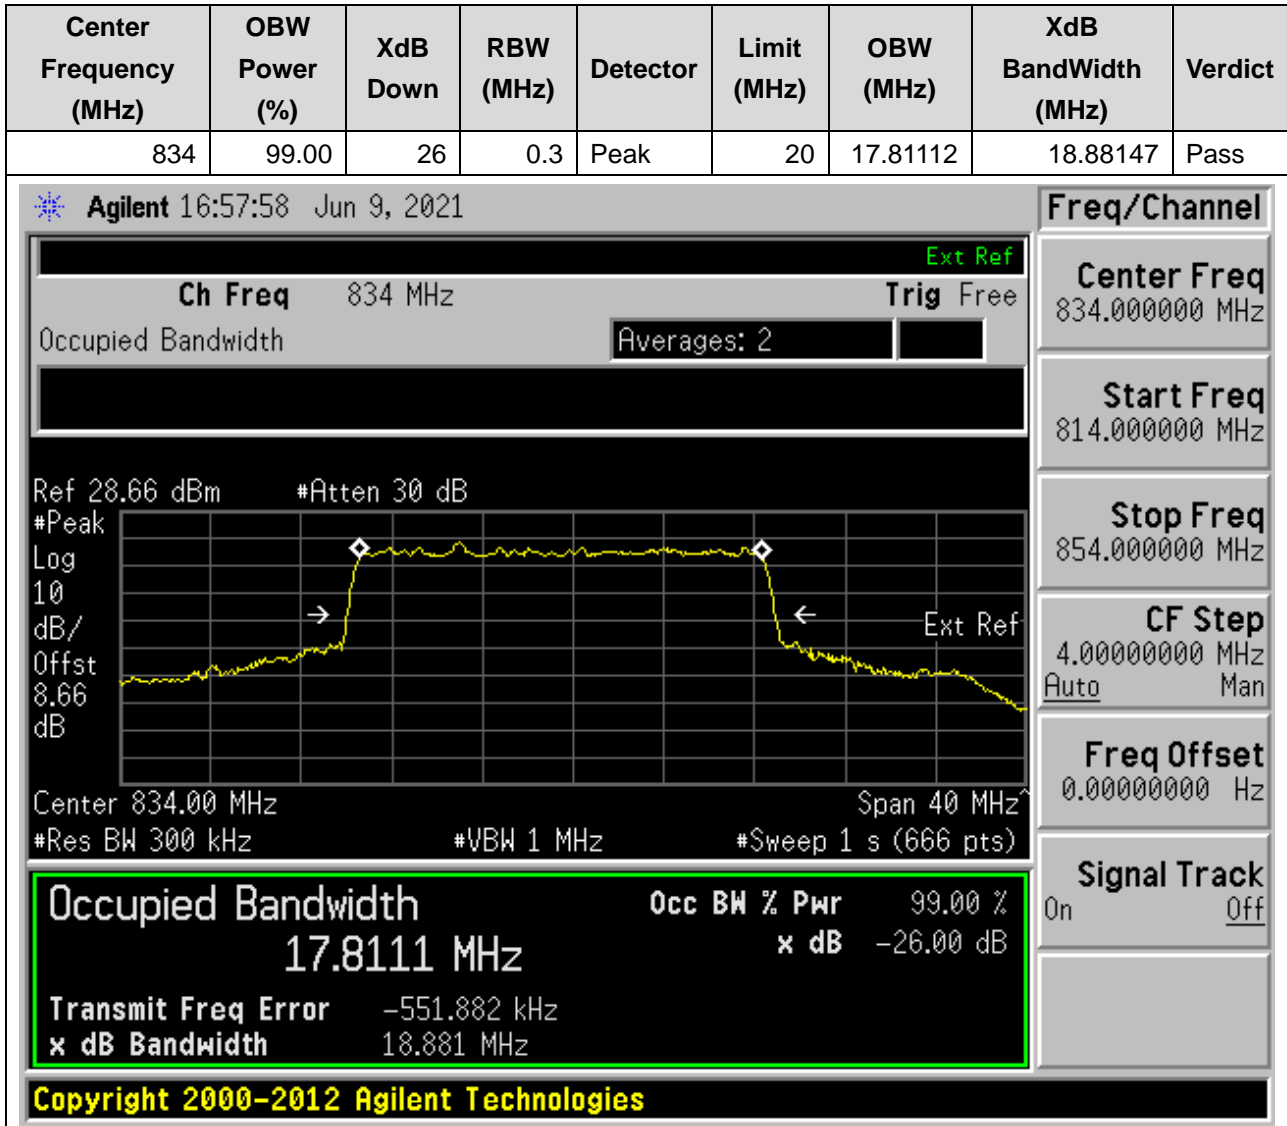 Center Frequency (MHz) OBW Power (%) XdB Down RBW (MHz) Detector Limit (MHz) OBW (MHz) XdB BandWidth (MHz) Verdict
834 99.00 26 0.3 Peak 20 17.81112 18.88147 Pass
Agilent 16:57:58 Jun 9, 2021
Freq/Channel
Ext Ref
Ch Freq 834 MHz Trig Free
Occupied Bandwidth Averages: 2
Center Freq
834.000000 MHz
Start Freq
814.000000 MHz
Stop Freq
854.000000 MHz
CF Step
4.00000000 MHz
Auto Man
Freq Offset
0.00000000 Hz
Signal Track
On Off
Ref 28.66 dBm #Atten 30 dB
#Peak
Log
10
dB/
Offst
8.66
dB
Ext Ref
Center 834.00 MHz Span 40 MHz^
#Res BW 300 kHz #VBW 1 MHz #Sweep 1 s (666 pts)
Occupied Bandwidth
17.8111 MHz
Occ BW % Pwr 99.00 %
x dB -26.00 dB
Transmit Freq Error -551.882 kHz
x dB Bandwidth 18.881 MHz
Copyright 2000-2012 Agilent Technologies